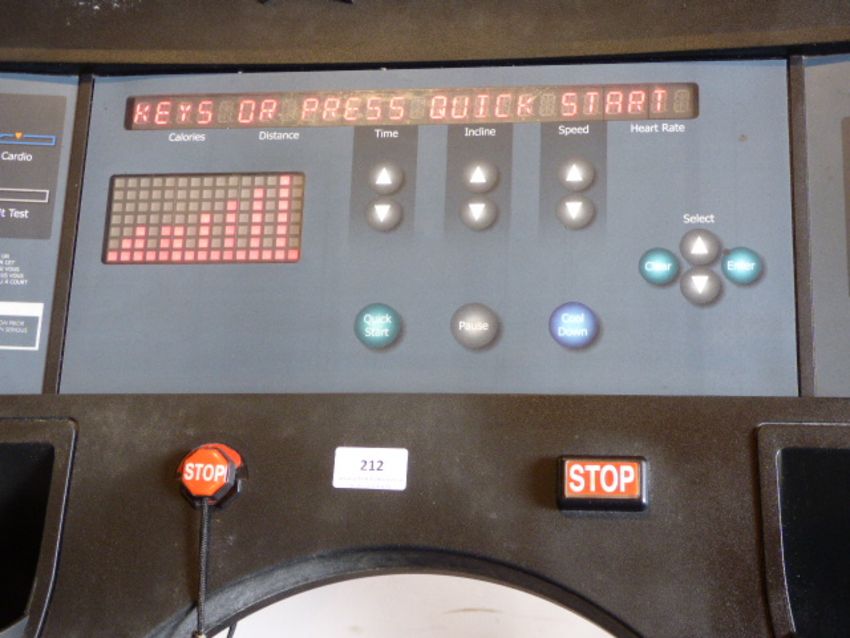 KEYS OR PRESS QUICK START
Calories Distance Time Incline Speed Heart Rate
Cardio
Select
t Test
Clear Enter
Quick Start
Pause
Cool Down
STOP
212
STOP